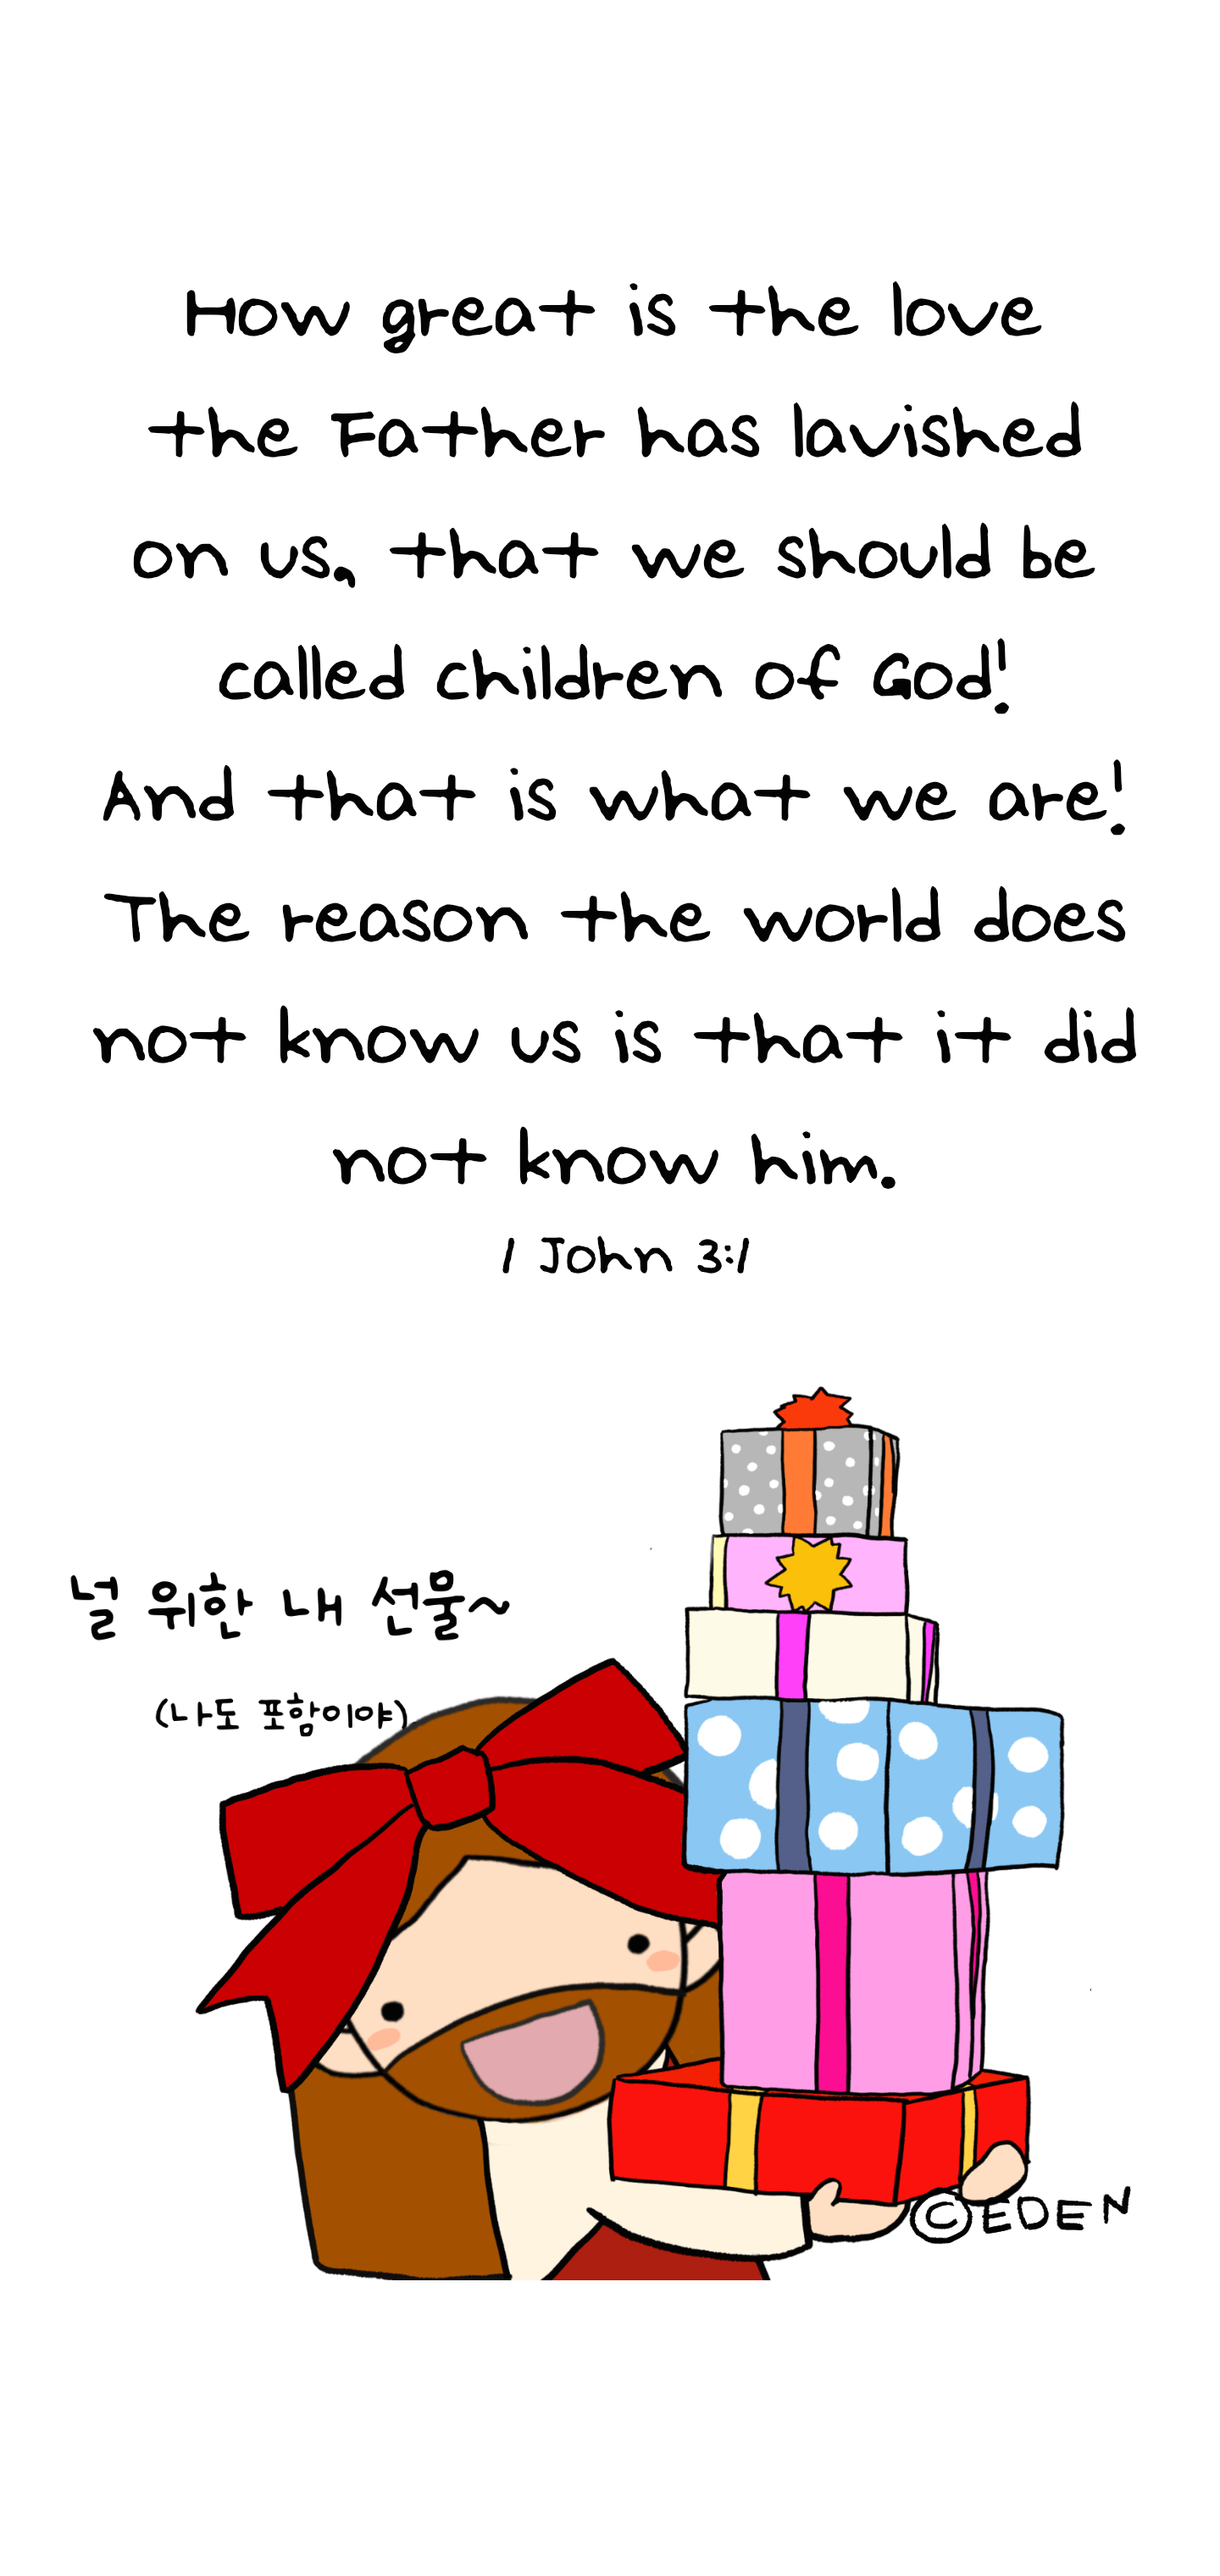 How great is the love
the Father has lavished
on us, that we should be
called children of God!
And that is what we are!
The reason the world does
not know us is that it did
not know him.
1 John 3:1
널 위한 내 선물~
(나도 포함이야)
©EDEN